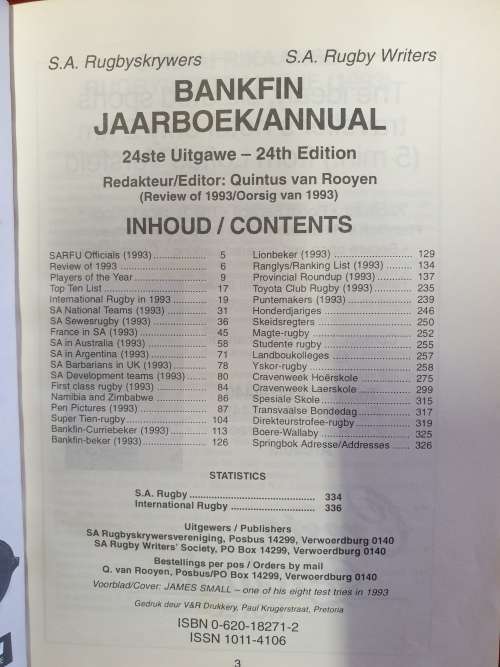 S.A. Rugbyskrywers S.A. Rugby Writers
BANKFIN
JAARBOEK/ANNUAL
24ste Uitgawe – 24th Edition
Redakteur/Editor: Quintus van Rooyen
(Review of 1993/Oorsig van 1993)
INHOUD / CONTENTS
SARFU Officials (1993) .................. 5
Review of 1993 ............................. 6
Players of the Year ........................ 9
Top Ten List ................................. 17
International Rugby in 1993 ........... 19
SA National Teams (1993) ............. 31
SA Sewesrugby (1993) .................. 36
France in SA (1993) ...................... 45
SA in Australia (1993) .................... 58
SA in Argentina (1993) ................... 71
SA Barbarians in UK (1993) ........... 78
SA Development teams (1993) ...... 80
First class rugby ............................ 84
Namibia and Zimbabwe ................. 86
Pen Pictures (1993) ....................... 87
Super Tien-rugby .......................... 104
Bankfin-Curriebeker (1993) ............ 113
Bankfin-beker (1993) ..................... 126
Lionbeker (1993) ........................... 129
Ranglys/Ranking List (1993) ......... 134
Provincial Roundup (1993) ............ 137
Toyota Club Rugby (1993) ............. 235
Puntemakers (1993) ...................... 239
Honderdjariges .............................. 246
Skeidsregters ................................ 250
Magte-rugby .................................. 252
Studente rugby .............................. 255
Landboukolleges ........................... 257
Yskor-rugby ................................... 258
Cravenweek Hoërskole .................. 275
Cravenweek Laerskole ................... 299
Spesiale Skole ............................... 315
Transvaalse Bondedag .................. 317
Direkteurstrofee-rugby ................... 319
Boere-Wallaby ............................... 325
Springbok Adresse/Addresses ...... 326
STATISTICS
S.A. Rugby ........................................ 334
International Rugby ........................... 336
Uitgewers / Publishers
SA Rugbyskrywersvereniging, Posbus 14299, Verwoerdburg 0140
SA Rugby Writers' Society, PO Box 14299, Verwoerdburg 0140
Bestellings per pos / Orders by mail
Q. van Rooyen, Posbus/PO Box 14299, Verwoerdburg 0140
Voorblad/Cover: JAMES SMALL – one of his eight test tries in 1993
Gedruk deur V&R Drukkery, Paul Krugerstraat, Pretoria
ISBN 0-620-18271-2
ISSN 1011-4106
3